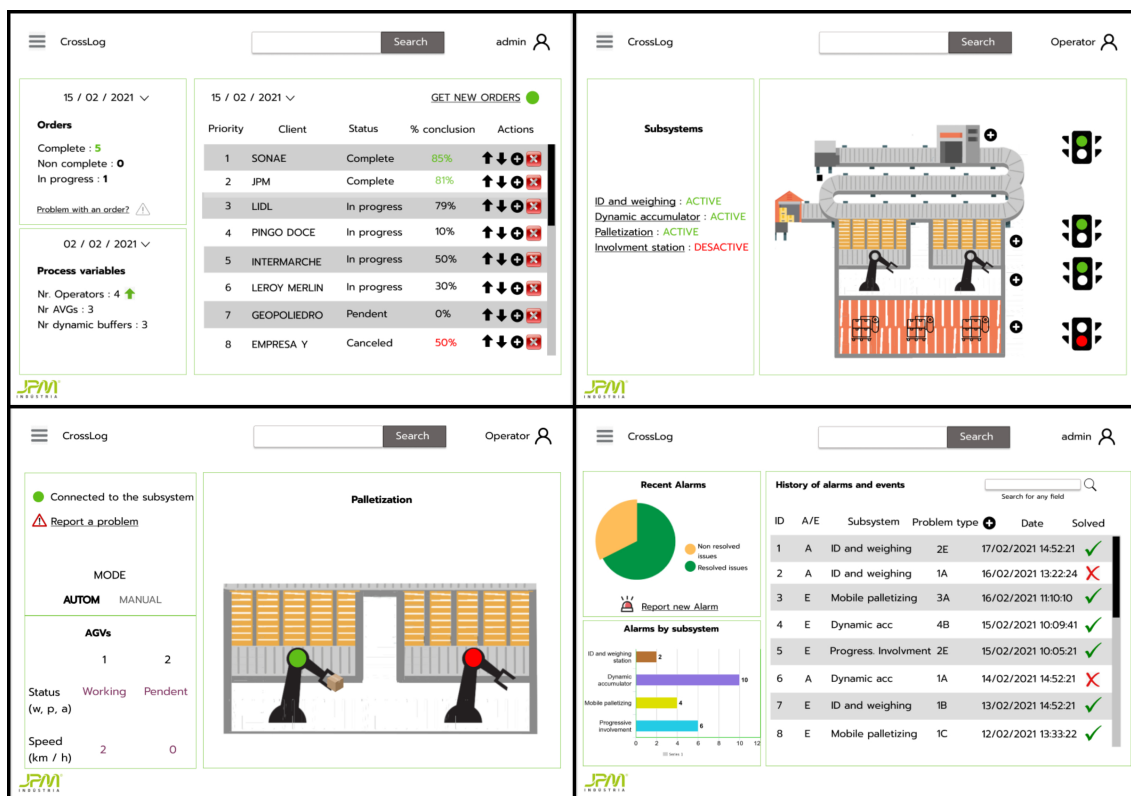 CrossLog
Search
admin
15 / 02 / 2021
Orders
Complete : 5
Non complete : 0
In progress : 1
Problem with an order?
02 / 02 / 2021
Process variables
Nr. Operators : 4
Nr AVGs : 3
Nr dynamic buffers : 3
15 / 02 / 2021
GET NEW ORDERS
Priority Client Status % conclusion Actions
1 SONAE Complete 85%
2 JPM Complete 81%
3 LIDL In progress 79%
4 PINGO DOCE In progress 10%
5 INTERMARCHE In progress 50%
6 LEROY MERLIN In progress 30%
7 GEOPOLIEDRO Pendent 0%
8 EMPRESA Y Canceled 50%
JPM
INDUSTRIA
CrossLog
Search
Operator
Subsystems
ID and weighing : ACTIVE
Dynamic accumulator : ACTIVE
Palletization : ACTIVE
Involvment station : DESACTIVE
JPM
INDUSTRIA
CrossLog
Search
Operator
Connected to the subsystem
Report a problem
MODE
AUTOM MANUAL
AGVs
1 2
Status Working Pendent
(w, p, a)
Speed
(km / h) 2 0
Palletization
JPM
INDUSTRIA
CrossLog
Search
admin
Recent Alarms
Non resolved
issues
Resolved issues
Report new Alarm
Alarms by subsystem
ID and weighing
station
2
Dynamic
accumulator
10
Mobile palletizing
4
Progressive
involvement
6
0 2 4 6 8 10 12
Series 1
History of alarms and events
Search for any field
ID A/E Subsystem Problem type Date Solved
1 A ID and weighing 2E 17/02/2021 14:52:21
2 A ID and weighing 1A 16/02/2021 13:22:24
3 E Mobile palletizing 3A 16/02/2021 11:10:10
4 E Dynamic acc 4B 15/02/2021 10:09:41
5 E Progress. Involvment 2E 15/02/2021 10:05:21
6 A Dynamic acc 1A 14/02/2021 14:52:21
7 E ID and weighing 1B 13/02/2021 14:52:21
8 E Mobile palletizing 1C 12/02/2021 13:33:22
JPM
INDUSTRIA